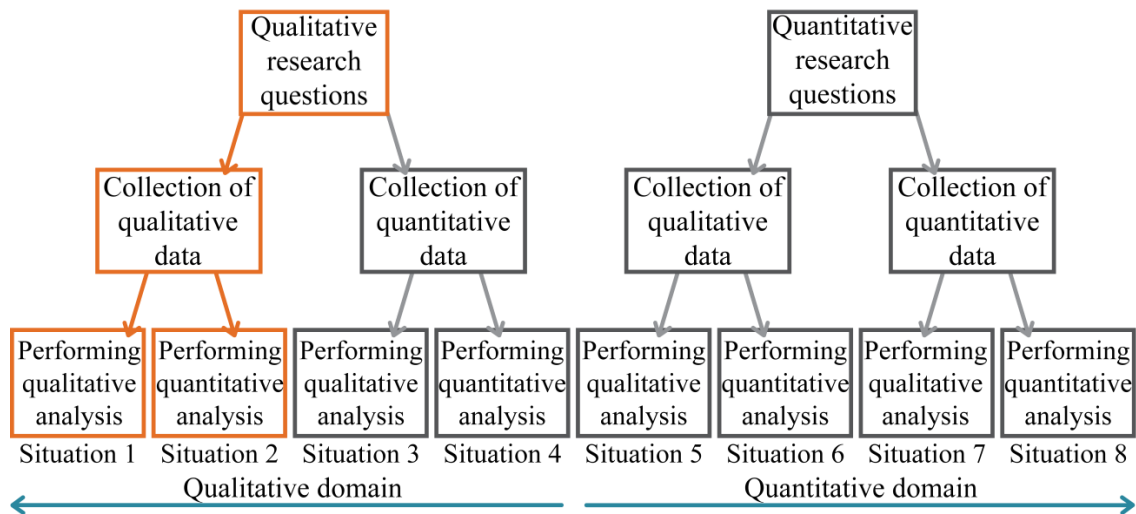 Qualitative
research
questions
Quantitative
research
questions
Collection of
qualitative
data
Collection of
quantitative
data
Collection of
qualitative
data
Collection of
quantitative
data
Performing
qualitative
analysis
Performing
quantitative
analysis
Performing
qualitative
analysis
Performing
quantitative
analysis
Performing
qualitative
analysis
Performing
quantitative
analysis
Performing
qualitative
analysis
Performing
quantitative
analysis
Situation 1
Situation 2
Situation 3
Situation 4
Situation 5
Situation 6
Situation 7
Situation 8
Qualitative domain
Quantitative domain